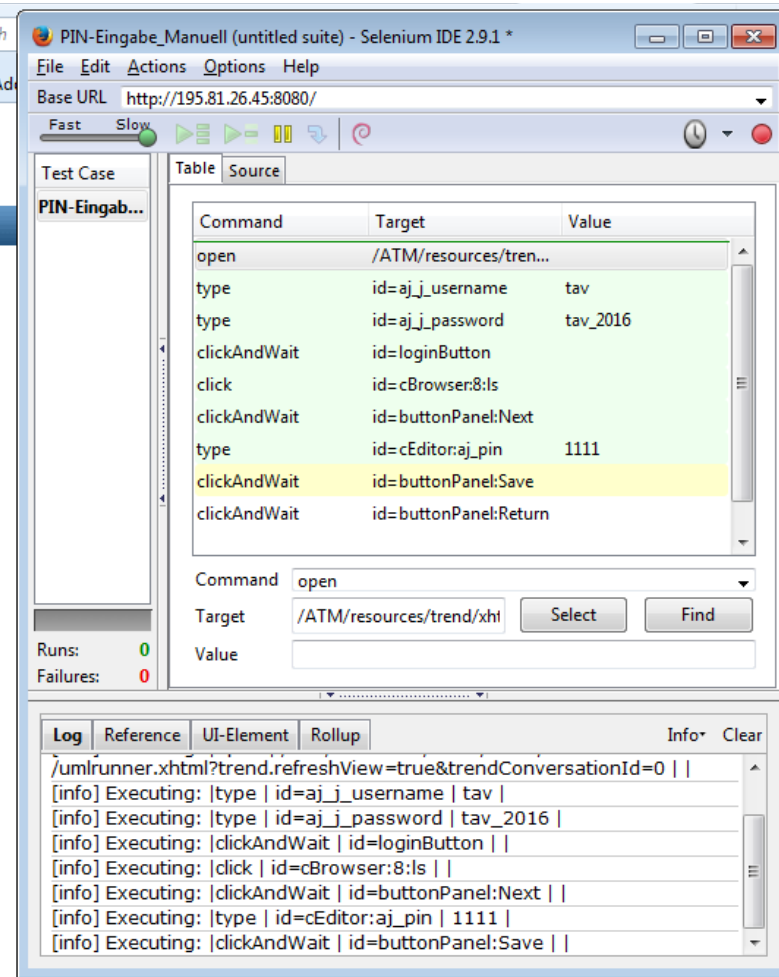 PIN-Eingabe_Manuell (untitled suite) - Selenium IDE 2.9.1 *
File Edit Actions Options Help
Base URL http://195.81.26.45:8080/
Fast Slow
Test Case
PIN-Eingab...
Table Source
Command Target Value
open /ATM/resources/tren...
type id=aj_j_username tav
type id=aj_j_password tav_2016
clickAndWait id=loginButton
click id=cBrowser:8:ls
clickAndWait id=buttonPanel:Next
type id=cEditor:aj_pin 1111
clickAndWait id=buttonPanel:Save
clickAndWait id=buttonPanel:Return
Command open
Target /ATM/resources/trend/xht Select Find
Value
Runs: 0
Failures: 0
Log Reference UI-Element Rollup Info Clear
/umlrunner.xhtml?trend.refreshView=true&trendConversationId=0 | |
[info] Executing: |type | id=aj_j_username | tav |
[info] Executing: |type | id=aj_j_password | tav_2016 |
[info] Executing: |clickAndWait | id=loginButton | |
[info] Executing: |click | id=cBrowser:8:ls | |
[info] Executing: |clickAndWait | id=buttonPanel:Next | |
[info] Executing: |type | id=cEditor:aj_pin | 1111 |
[info] Executing: |clickAndWait | id=buttonPanel:Save | |